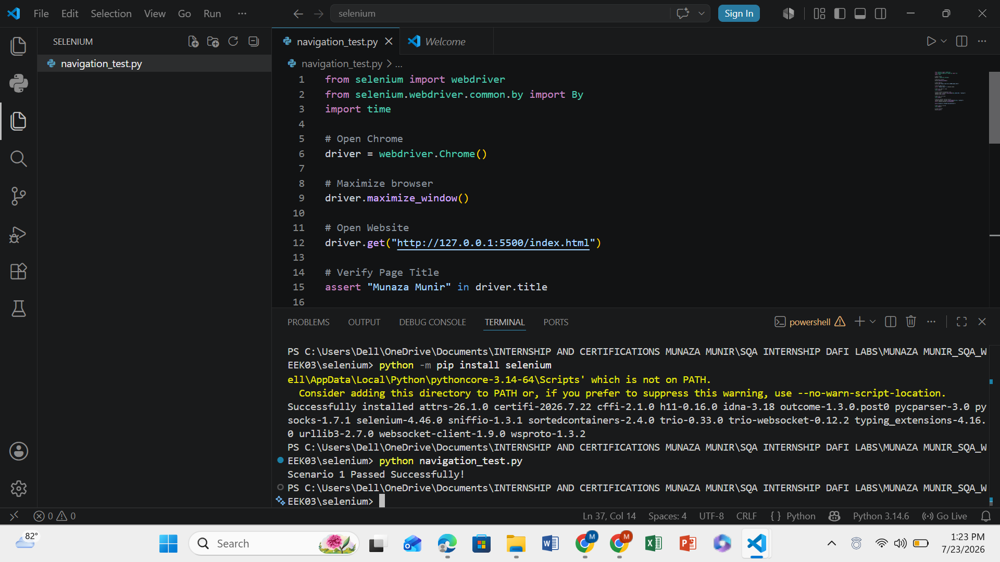 File Edit Selection View Go Run ···
selenium
Sign In
SELENIUM
navigation_test.py
navigation_test.py
Welcome
navigation_test.py > ...
1 from selenium import webdriver
2 from selenium.webdriver.common.by import By
3 import time
4
5 # Open Chrome
6 driver = webdriver.Chrome()
7
8 # Maximize browser
9 driver.maximize_window()
10
11 # Open Website
12 driver.get("http://127.0.0.1:5500/index.html")
13
14 # Verify Page Title
15 assert "Munaza Munir" in driver.title
16
PROBLEMS OUTPUT DEBUG CONSOLE TERMINAL PORTS
powershell
PS C:\Users\Dell\OneDrive\Documents\INTERNSHIP AND CERTIFICATIONS MUNAZA MUNIR\SQA INTERNSHIP DAFI LABS\MUNAZA MUNIR_SQA_W
EEK03\selenium> python -m pip install selenium
ell\AppData\Local\Python\pythoncore-3.14-64\Scripts' which is not on PATH.
Consider adding this directory to PATH or, if you prefer to suppress this warning, use --no-warn-script-location.
Successfully installed attrs-26.1.0 certifi-2026.7.22 cffi-2.1.0 h11-0.16.0 idna-3.18 outcome-1.3.0.post0 pycparser-3.0 py
socks-1.7.1 selenium-4.46.0 sniffio-1.3.1 sortedcontainers-2.4.0 trio-0.33.0 trio-websocket-0.12.2 typing_extensions-4.16.
0 urllib3-2.7.0 websocket-client-1.9.0 wsproto-1.3.2
PS C:\Users\Dell\OneDrive\Documents\INTERNSHIP AND CERTIFICATIONS MUNAZA MUNIR\SQA INTERNSHIP DAFI LABS\MUNAZA MUNIR_SQA_W
EEK03\selenium> python navigation_test.py
Scenario 1 Passed Successfully!
PS C:\Users\Dell\OneDrive\Documents\INTERNSHIP AND CERTIFICATIONS MUNAZA MUNIR\SQA INTERNSHIP DAFI LABS\MUNAZA MUNIR_SQA_W
EEK03\selenium>
0 0
Ln 37, Col 14 Spaces: 4 UTF-8 CRLF { } Python Python 3.14.6 Go Live
82°
Search
M
M
1:23 PM
7/23/2026